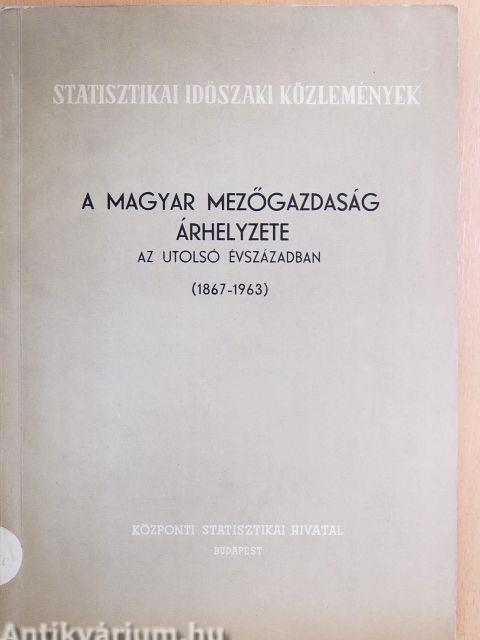 STATISZTIKAI IDŐSZAKI KÖZLEMÉNYEK
A MAGYAR MEZŐGAZDASÁG
ÁRHELYZETE
AZ UTOLSÓ ÉVSZÁZADBAN
(1867-1963)
KÖZPONTI STATISZTIKAI HIVATAL
BUDAPEST
Antikvárium.hu